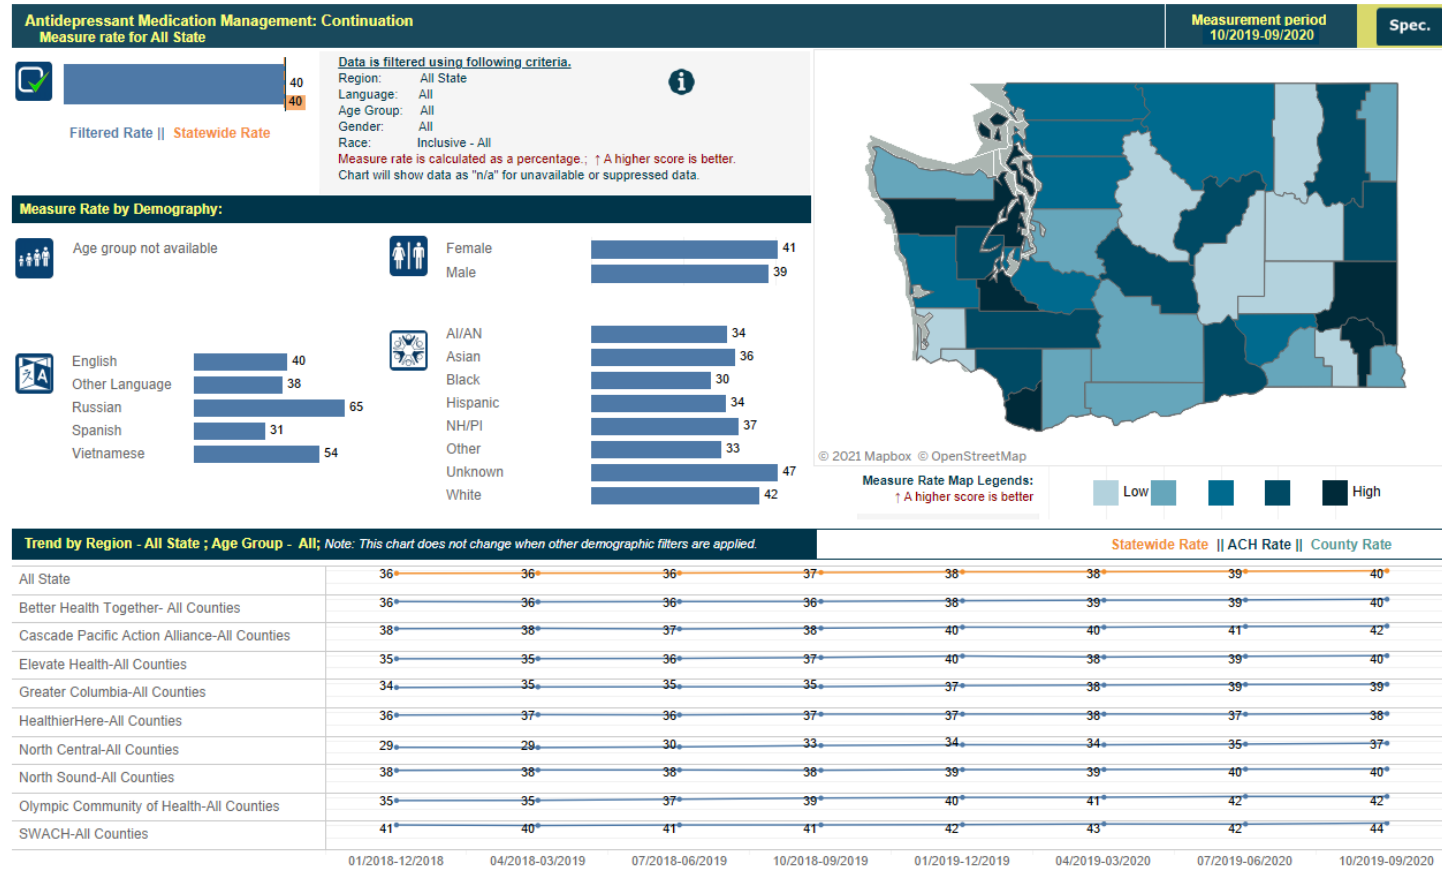 Antidepressant Medication Management: Continuation
Measure rate for All State
Measurement period
10/2019-09/2020
Spec.
40
40
Filtered Rate || Statewide Rate
Data is filtered using following criteria.
Region: All State
Language: All
Age Group: All
Gender: All
Race: Inclusive - All
Measure rate is calculated as a percentage.; ↑ A higher score is better.
Chart will show data as "n/a" for unavailable or suppressed data.
Measure Rate by Demography:
Age group not available
Female 41
Male 39
English 40
Other Language 38
Russian 65
Spanish 31
Vietnamese 54
AI/AN 34
Asian 36
Black 30
Hispanic 34
NH/PI 37
Other 33
Unknown 47
White 42
© 2021 Mapbox © OpenStreetMap
Measure Rate Map Legends:
↑ A higher score is better
Low High
Trend by Region - All State ; Age Group - All; Note: This chart does not change when other demographic filters are applied.
Statewide Rate || ACH Rate || County Rate
All State 36 36 36 37 38 38 39 40
Better Health Together- All Counties 36 36 36 36 38 39 39 40
Cascade Pacific Action Alliance-All Counties 38 38 37 38 40 40 41 42
Elevate Health-All Counties 35 35 36 37 40 38 39 40
Greater Columbia-All Counties 34 35 35 35 37 38 39 39
HealthierHere-All Counties 36 37 36 37 37 38 37 38
North Central-All Counties 29 29 30 33 34 34 35 37
North Sound-All Counties 38 38 38 38 39 39 40 40
Olympic Community of Health-All Counties 35 35 37 39 40 41 42 42
SWACH-All Counties 41 40 41 41 42 43 42 44
01/2018-12/2018 04/2018-03/2019 07/2018-06/2019 10/2018-09/2019 01/2019-12/2019 04/2019-03/2020 07/2019-06/2020 10/2019-09/2020